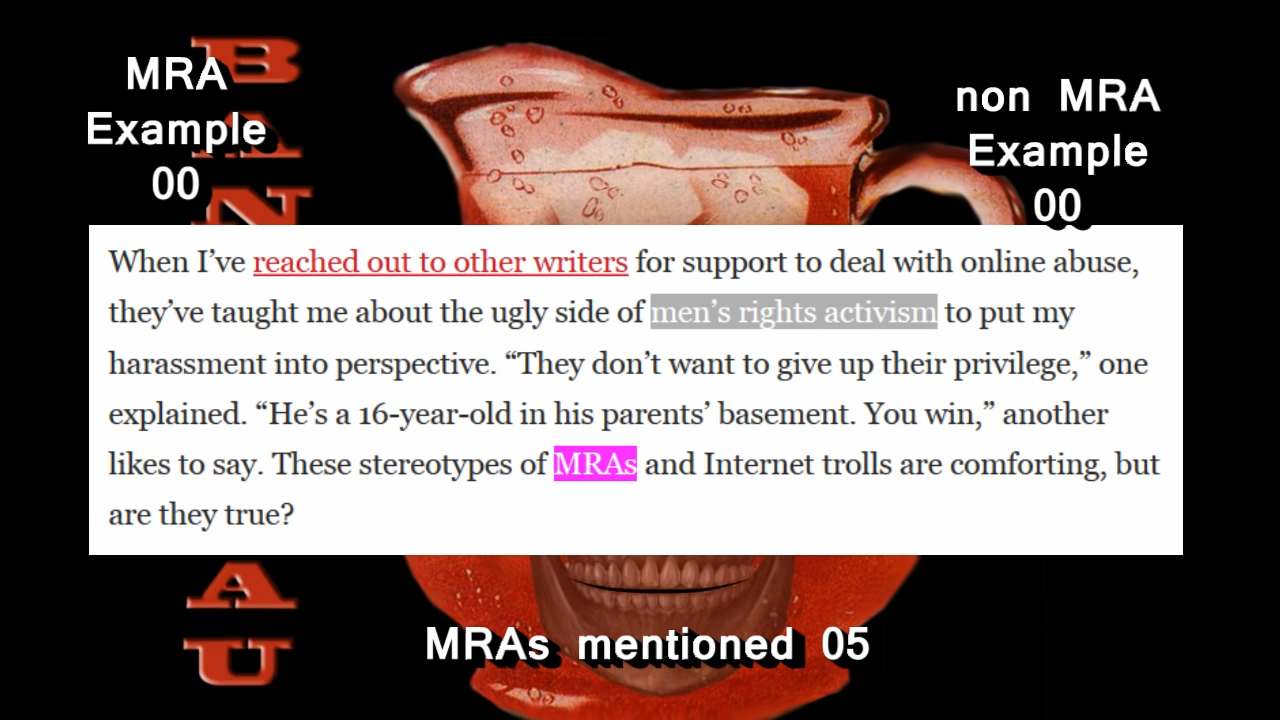 MRA
Example
00
non MRA
Example
00
B
A
N
When I’ve reached out to other writers for support to deal with online abuse,
they’ve taught me about the ugly side of men’s rights activism to put my
harassment into perspective. “They don’t want to give up their privilege,” one
explained. “He’s a 16-year-old in his parents’ basement. You win,” another
likes to say. These stereotypes of MRAs and Internet trolls are comforting, but
are they true?
A
U
MRAs mentioned 05